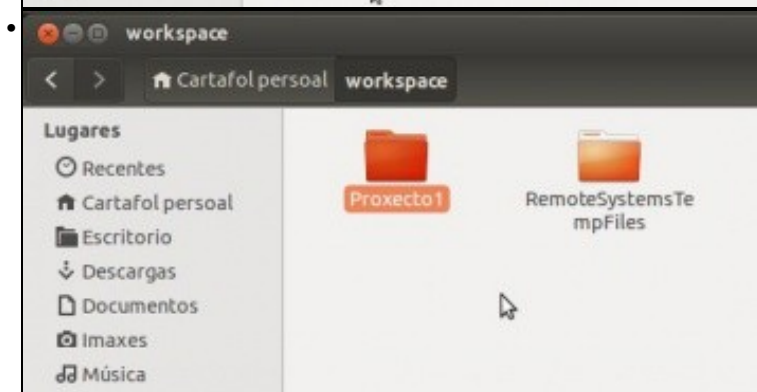 workspace
Cartafol persoal workspace
Lugares
Recentes
Cartafol persoal
Escritorio
Descargas
Documentos
Imaxes
Música
Proxecto1
RemoteSystemsTe
mpFiles